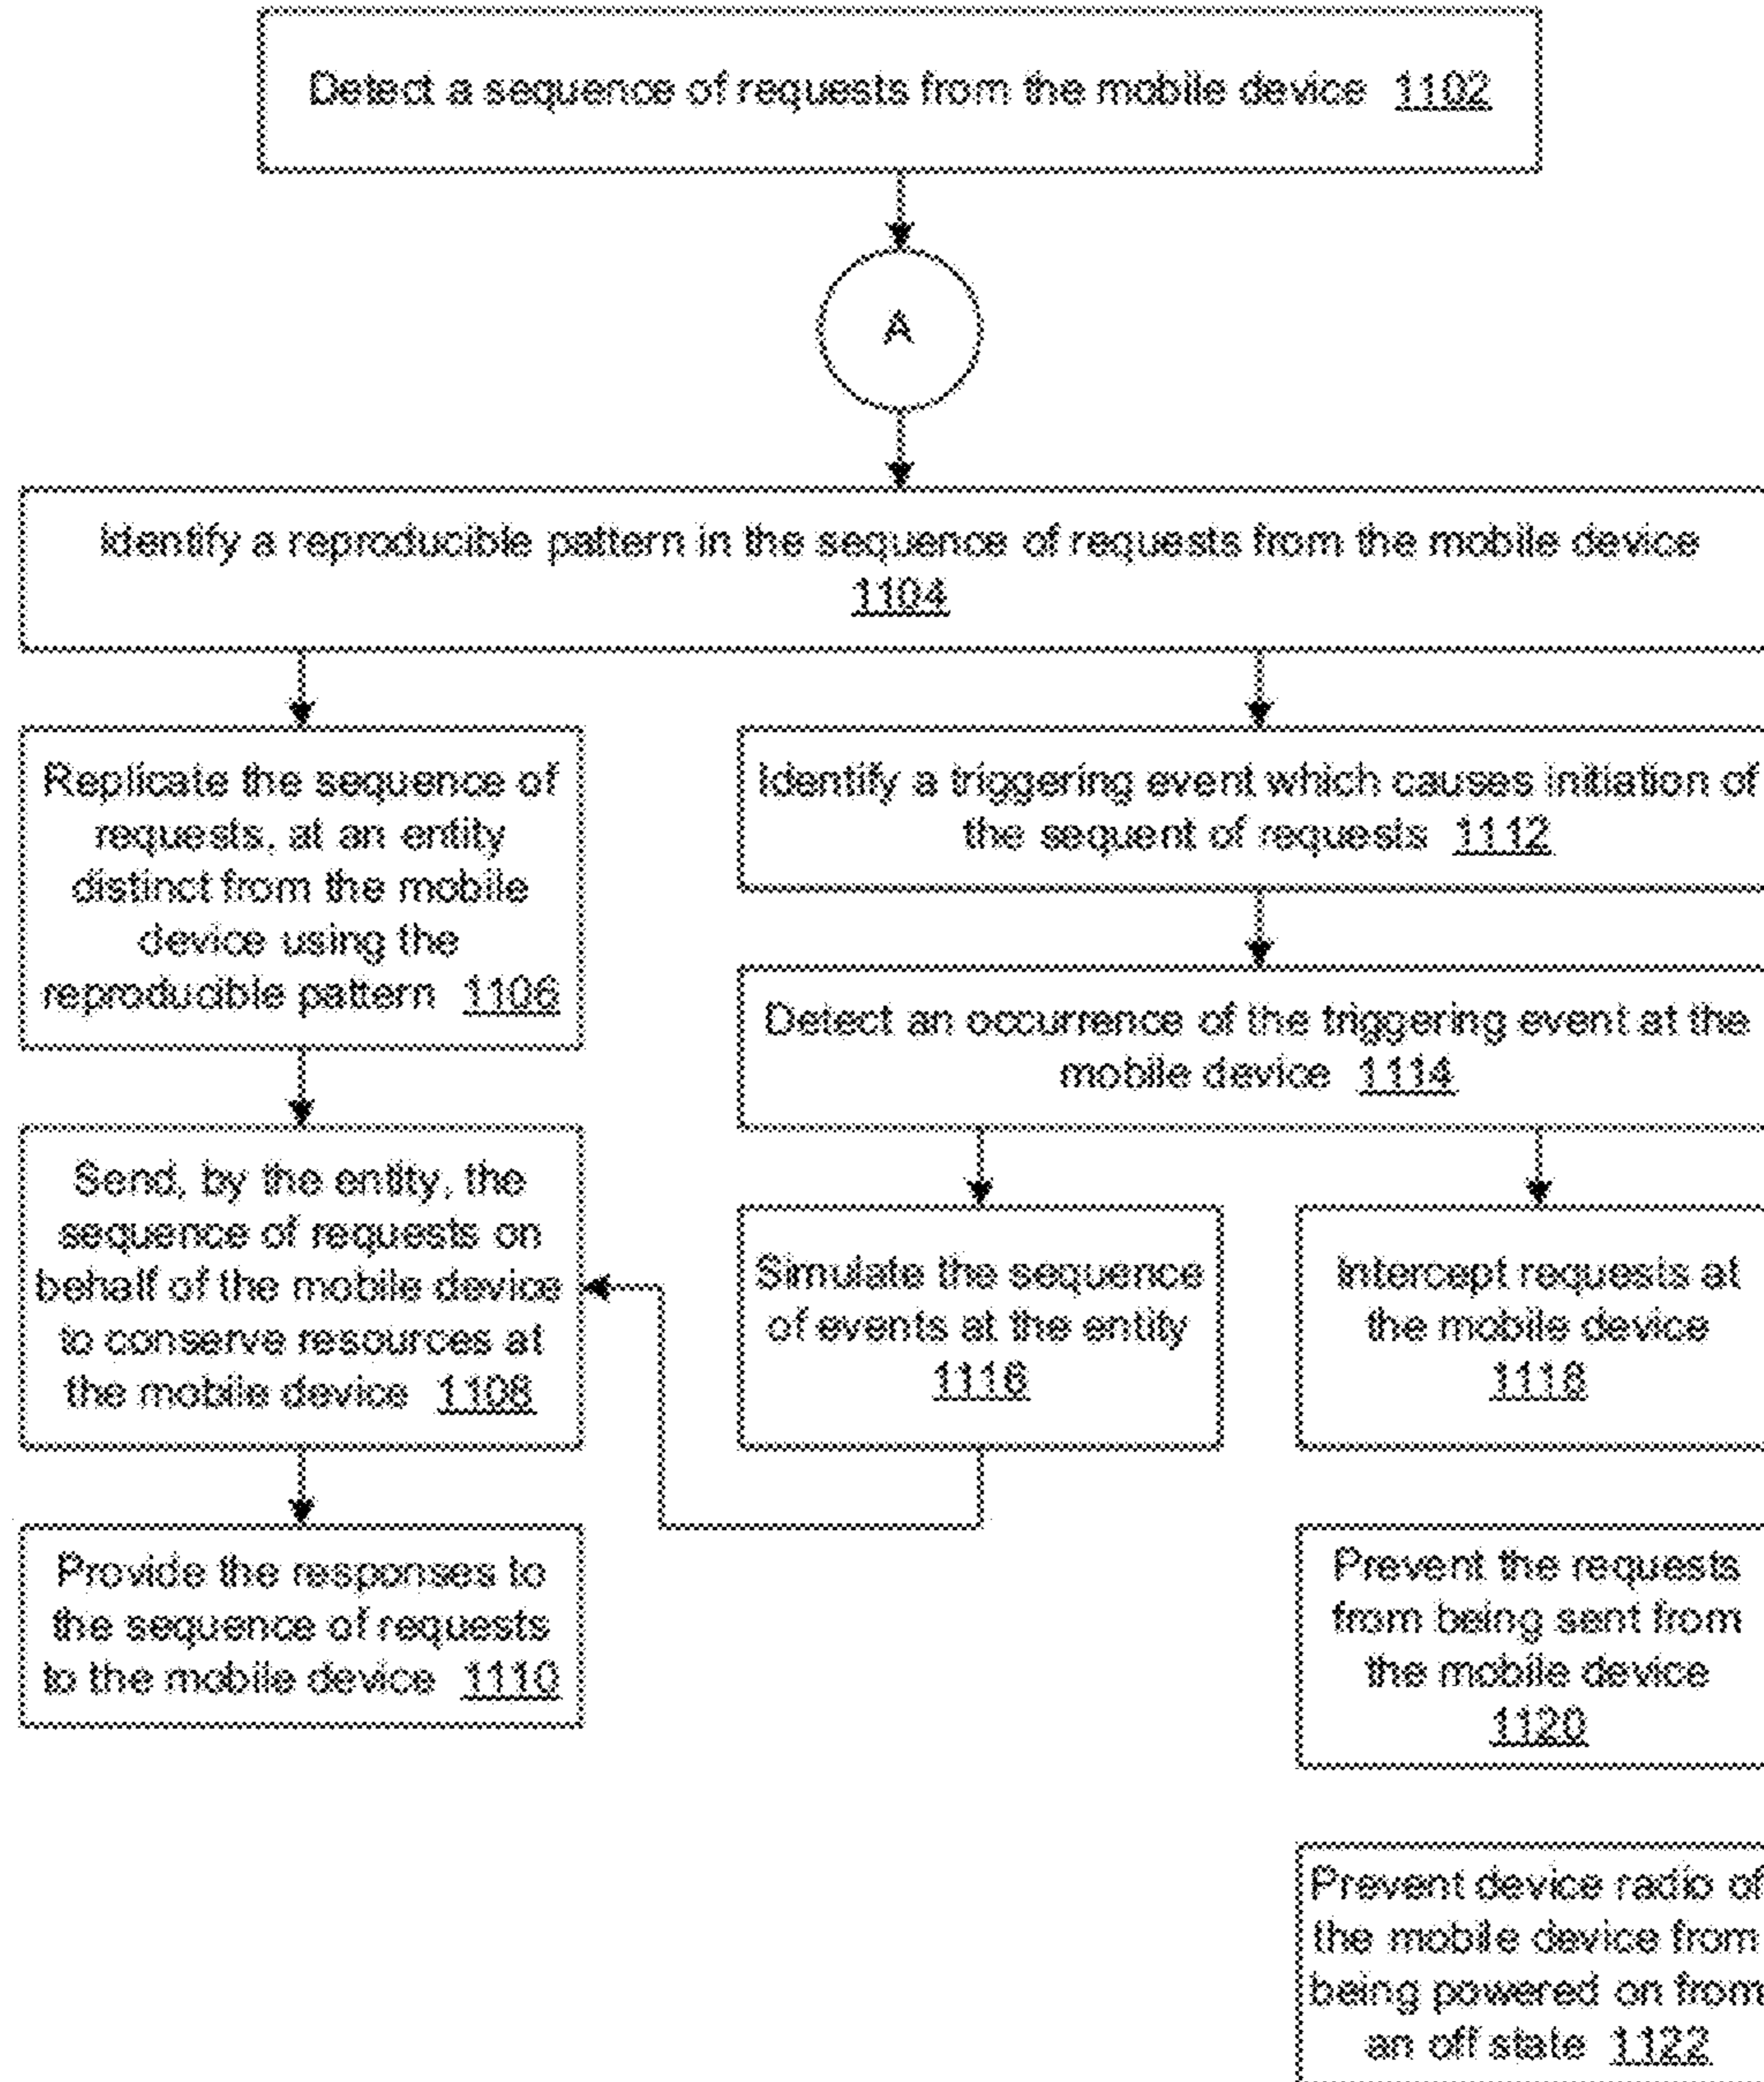 Detect a sequence of requests from the mobile device 1102
A
Identify a reproducible pattern in the sequence of requests from the mobile device
1104
Replicate the sequence of
requests, at an entity
distinct from the mobile
device using the
reproducible pattern 1106
Send, by the entity, the
sequence of requests on
behalf of the mobile device
to conserve resources at
the mobile device 1108
Provide the responses to
the sequence of requests
to the mobile device 1110
Identify a triggering event which causes initiation of
the sequent of requests 1112
Detect an occurrence of the triggering event at the
mobile device 1114
Simulate the sequence
of events at the entity
1116
Intercept requests at
the mobile device
1118
Prevent the requests
from being sent from
the mobile device
1120
Prevent device radio of
the mobile device from
being powered on from
an off state 1122